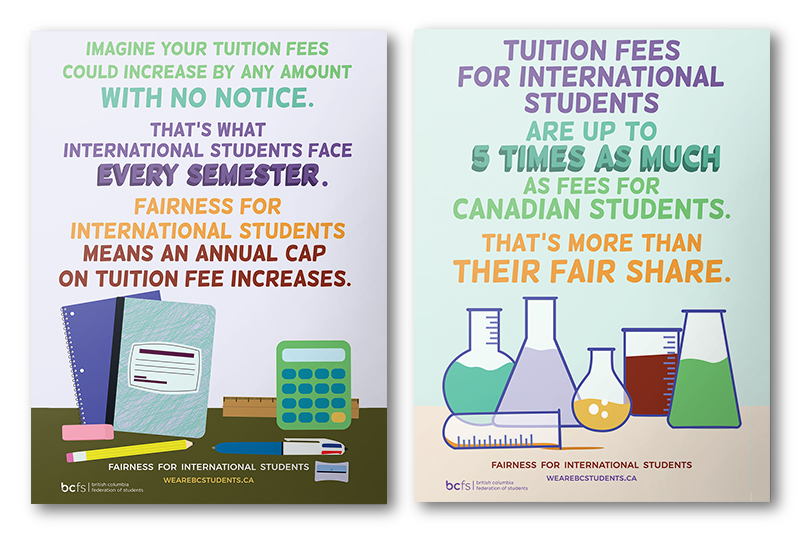 IMAGINE YOUR TUITION FEES
COULD INCREASE BY ANY AMOUNT
WITH NO NOTICE.
THAT'S WHAT
INTERNATIONAL STUDENTS FACE
EVERY SEMESTER.
FAIRNESS FOR
INTERNATIONAL STUDENTS
MEANS AN ANNUAL CAP
ON TUITION FEE INCREASES.
FAIRNESS FOR INTERNATIONAL STUDENTS
WEAREBCSTUDENTS.CA
bcfs
british columbia
federation of students
TUITION FEES
FOR INTERNATIONAL
STUDENTS
ARE UP TO
5 TIMES AS MUCH
AS FEES FOR
CANADIAN STUDENTS.
THAT'S MORE THAN
THEIR FAIR SHARE.
FAIRNESS FOR INTERNATIONAL STUDENTS
WEAREBCSTUDENTS.CA
bcfs
british columbia
federation of students